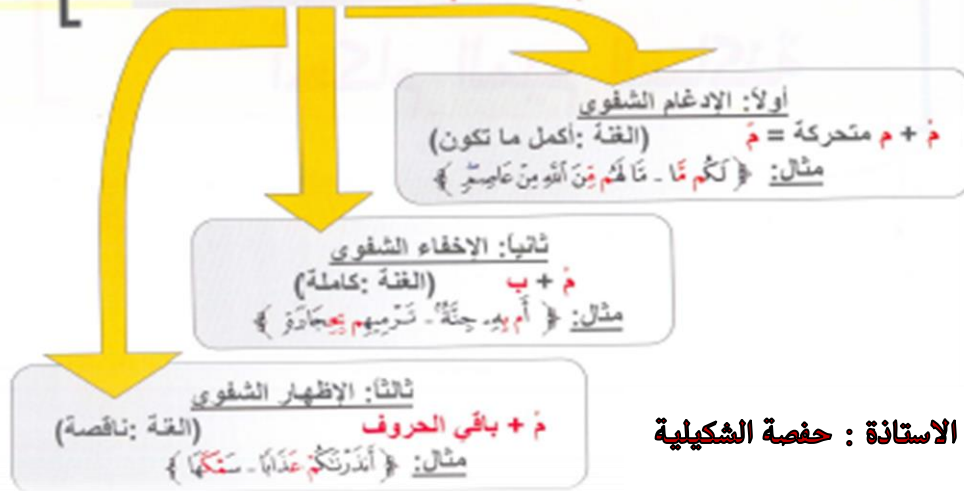 أولاً: الإدغام الشفوي
مْ + م متحركة = مّ (الغنة :أكمل ما تكون)
مثال: ﴿ لَكُم مَّا - مَّا لَهُم مِّنَ ٱللَّهِ مِنْ عَاصِمٍ ﴾
ثانياً: الإخفاء الشفوي
مْ + ب (الغنة :كاملة)
مثال: ﴿ أَم بِهِۦ جِنَّةٌ - تَرْمِيهِم بِحِجَارَةٍ ﴾
ثالثا: الإظهار الشفوي
مْ + باقي الحروف (الغنة :ناقصة)
مثال: ﴿ أَنذَرْنَٰكُمْ عَذَابًا - سَمْكَهَا ﴾
الاستاذة : حفصة الشكيلية